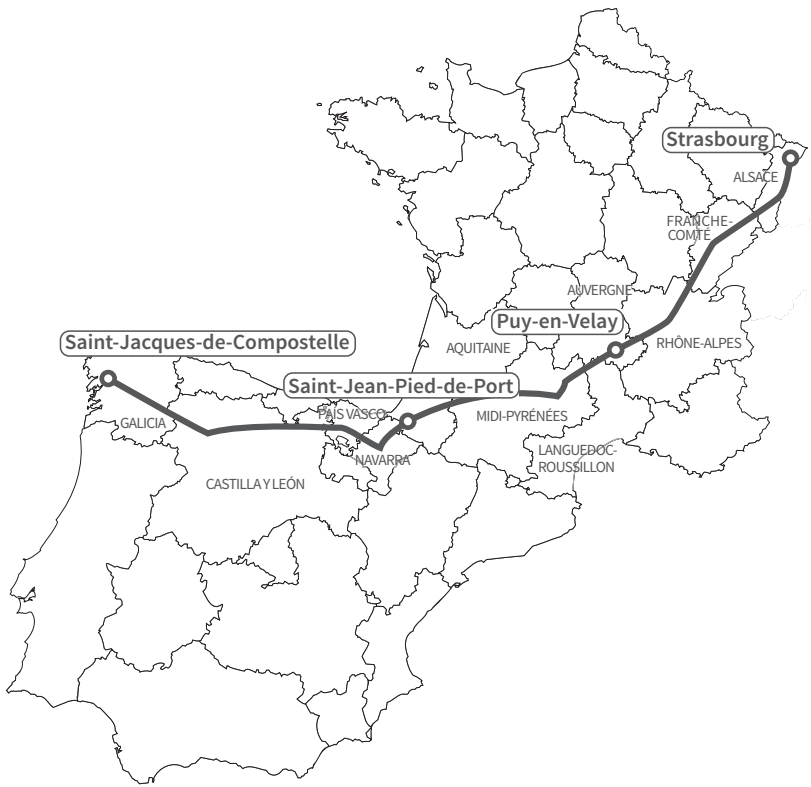 Strasbourg
ALSACE
FRANCHE-
COMTÉ
AUVERGNE
Puy-en-Velay
Saint-Jacques-de-Compostelle
AQUITAINE
RHÔNE-ALPES
Saint-Jean-Pied-de-Port
PAÍS VASCO
MIDI-PYRÉNÉES
GALICIA
LANGUEDOC-
ROUSSILLON
NAVARRA
CASTILLA Y LEÓN